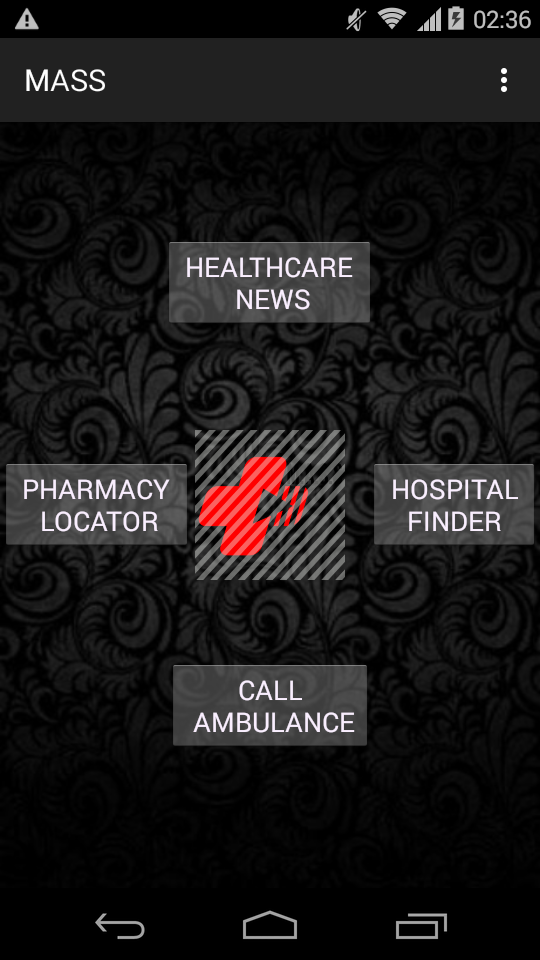 02:36
MASS
HEALTHCARE
NEWS
PHARMACY
LOCATOR
HOSPITAL
FINDER
CALL
AMBULANCE